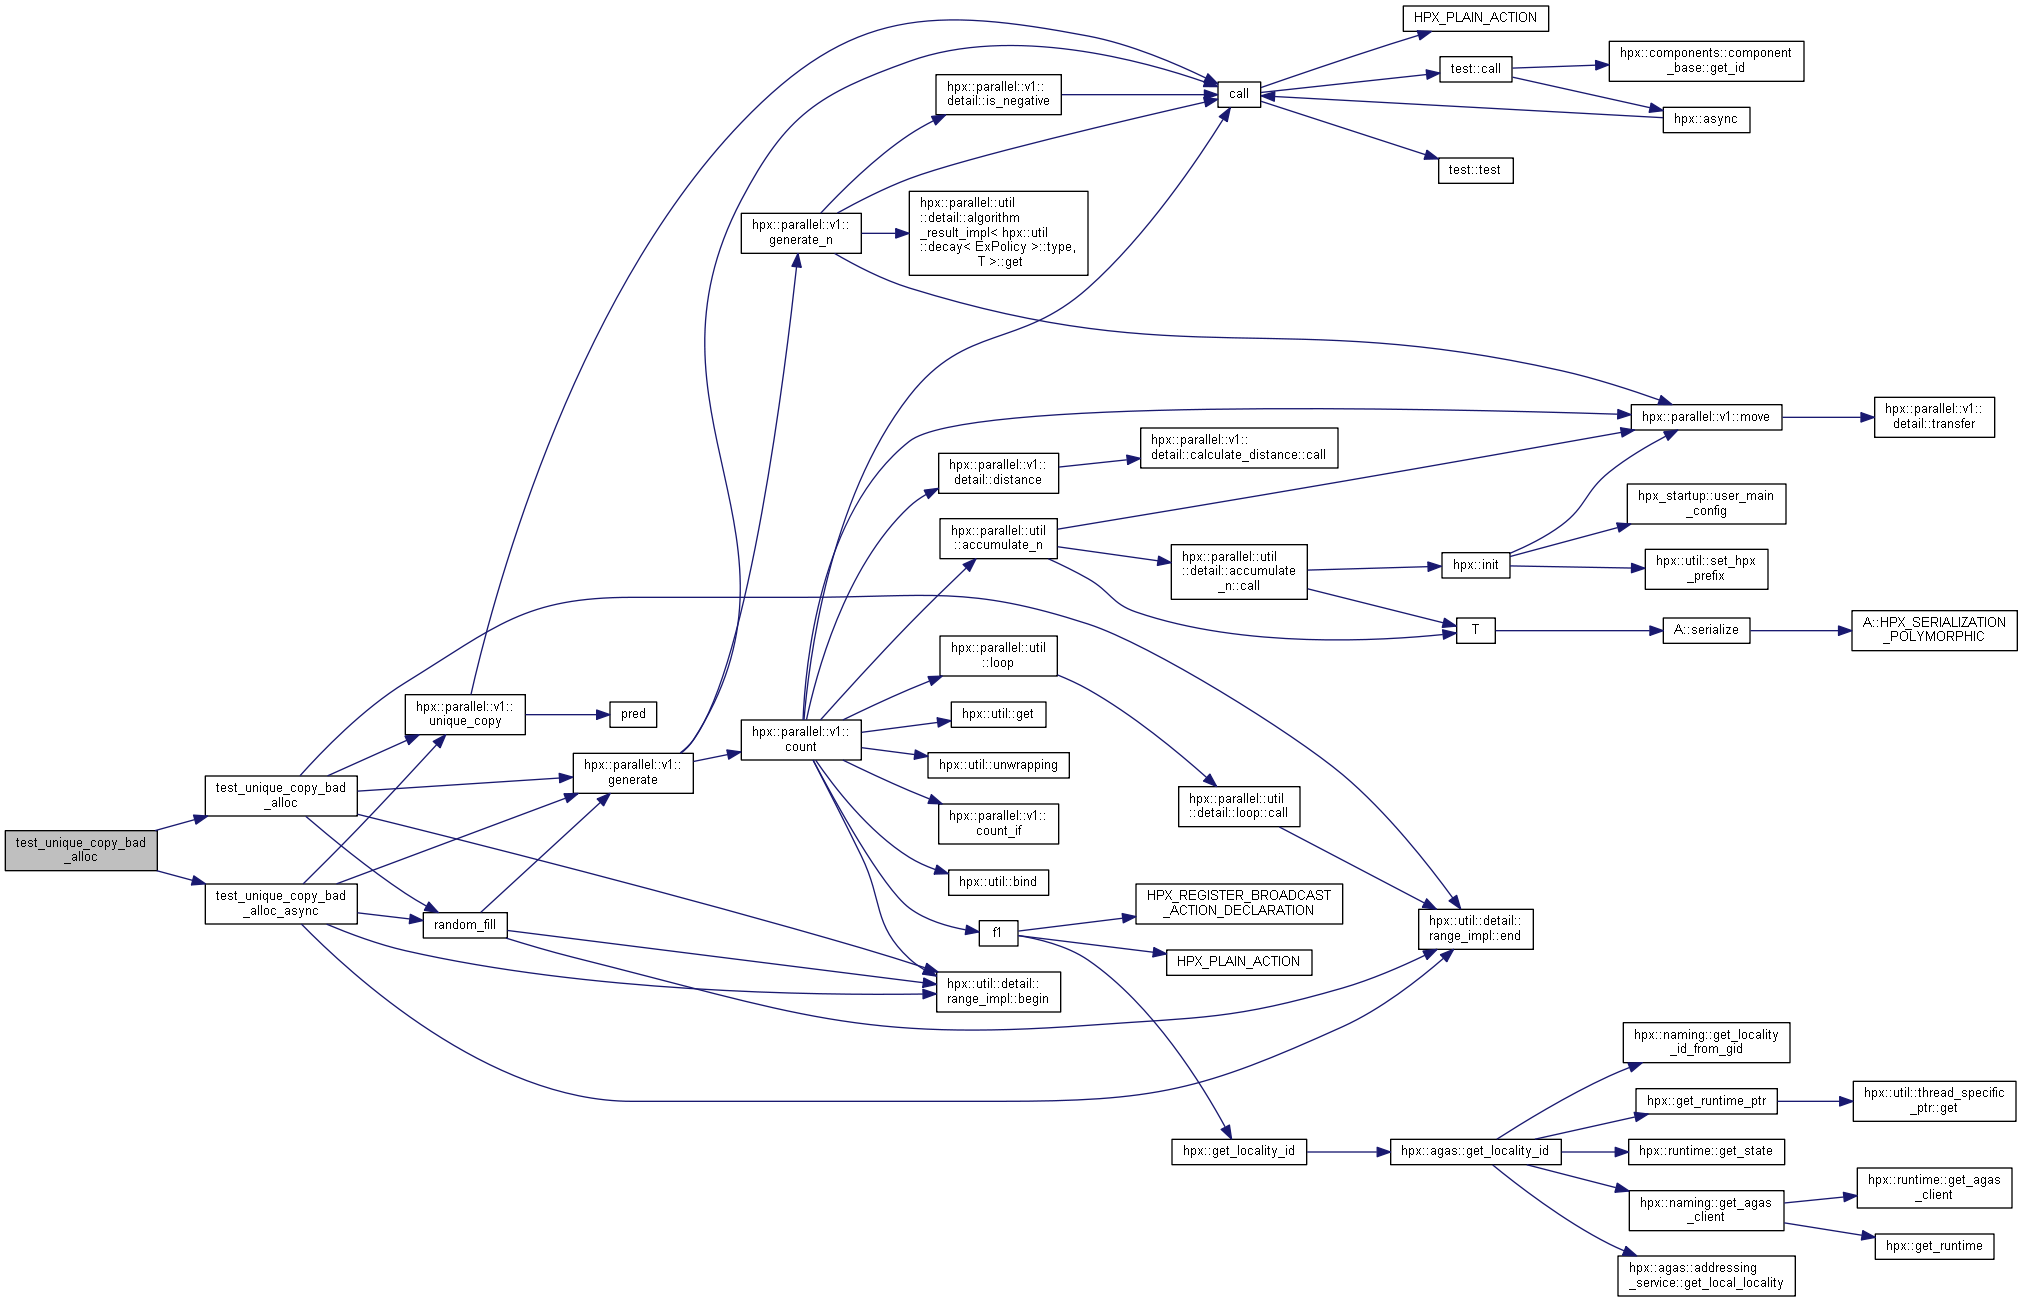 test_unique_copy_bad
_alloc
test_unique_copy_bad
_alloc
test_unique_copy_bad
_alloc_async
hpx::parallel::v1::
unique_copy
random_fill
pred
hpx::parallel::v1::
generate
hpx::parallel::v1::
generate_n
hpx::parallel::v1::
count
hpx::parallel::v1::
detail::is_negative
hpx::parallel::util
::detail::algorithm
_result_impl< hpx::util
::decay< ExPolicy >::type,
T >::get
hpx::parallel::v1::
detail::distance
hpx::parallel::util
::accumulate_n
hpx::parallel::util
::loop
hpx::util::get
hpx::util::unwrapping
hpx::parallel::v1::
count_if
hpx::util::bind
f1
hpx::util::detail::
range_impl::begin
call
hpx::parallel::v1::
detail::calculate_distance::call
hpx::parallel::util
::detail::accumulate
_n::call
hpx::parallel::util
::detail::loop::call
HPX_REGISTER_BROADCAST
_ACTION_DECLARATION
HPX_PLAIN_ACTION
hpx::get_locality_id
HPX_PLAIN_ACTION
test::call
test::test
hpx::init
T
hpx::util::detail::
range_impl::end
hpx::agas::get_locality_id
hpx::components::component
_base::get_id
hpx::async
hpx::parallel::v1::move
hpx_startup::user_main
_config
hpx::util::set_hpx
_prefix
A::serialize
hpx::naming::get_locality
_id_from_gid
hpx::get_runtime_ptr
hpx::runtime::get_state
hpx::naming::get_agas
_client
hpx::agas::addressing
_service::get_local_locality
hpx::parallel::v1::
detail::transfer
A::HPX_SERIALIZATION
_POLYMORPHIC
hpx::util::thread_specific
_ptr::get
hpx::runtime::get_agas
_client
hpx::get_runtime